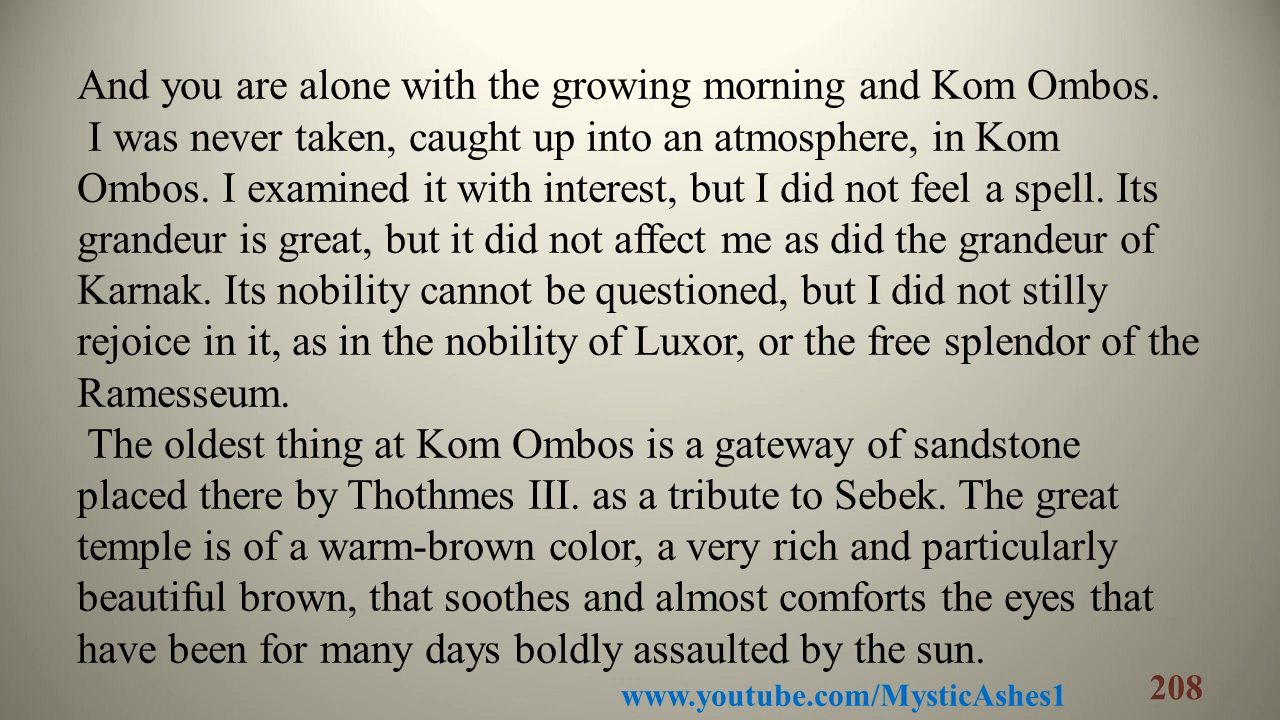 And you are alone with the growing morning and Kom Ombos.
I was never taken, caught up into an atmosphere, in Kom
Ombos. I examined it with interest, but I did not feel a spell. Its
grandeur is great, but it did not affect me as did the grandeur of
Karnak. Its nobility cannot be questioned, but I did not stilly
rejoice in it, as in the nobility of Luxor, or the free splendor of the
Ramesseum.
The oldest thing at Kom Ombos is a gateway of sandstone
placed there by Thothmes III. as a tribute to Sebek. The great
temple is of a warm-brown color, a very rich and particularly
beautiful brown, that soothes and almost comforts the eyes that
have been for many days boldly assaulted by the sun.
www.youtube.com/MysticAshes1
208